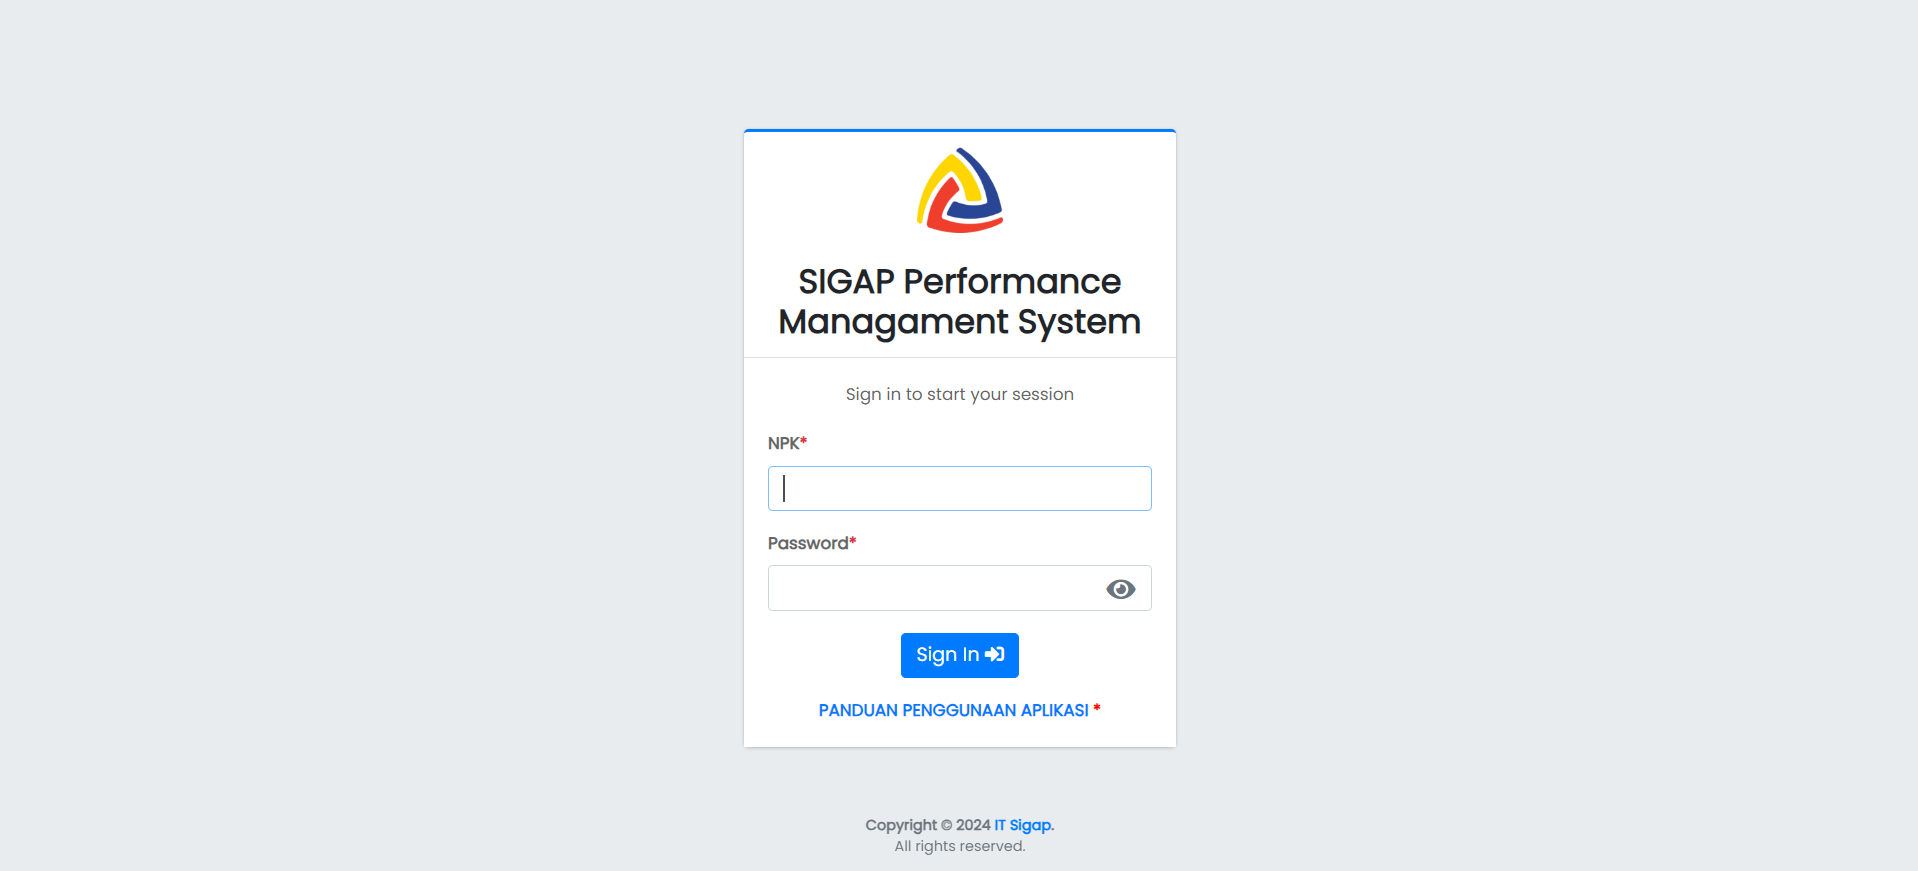 SIGAP Performance
Managament System
Sign in to start your session
NPK*
Password*
Sign In
PANDUAN PENGGUNAAN APLIKASI *
Copyright © 2024 IT Sigap.
All rights reserved.